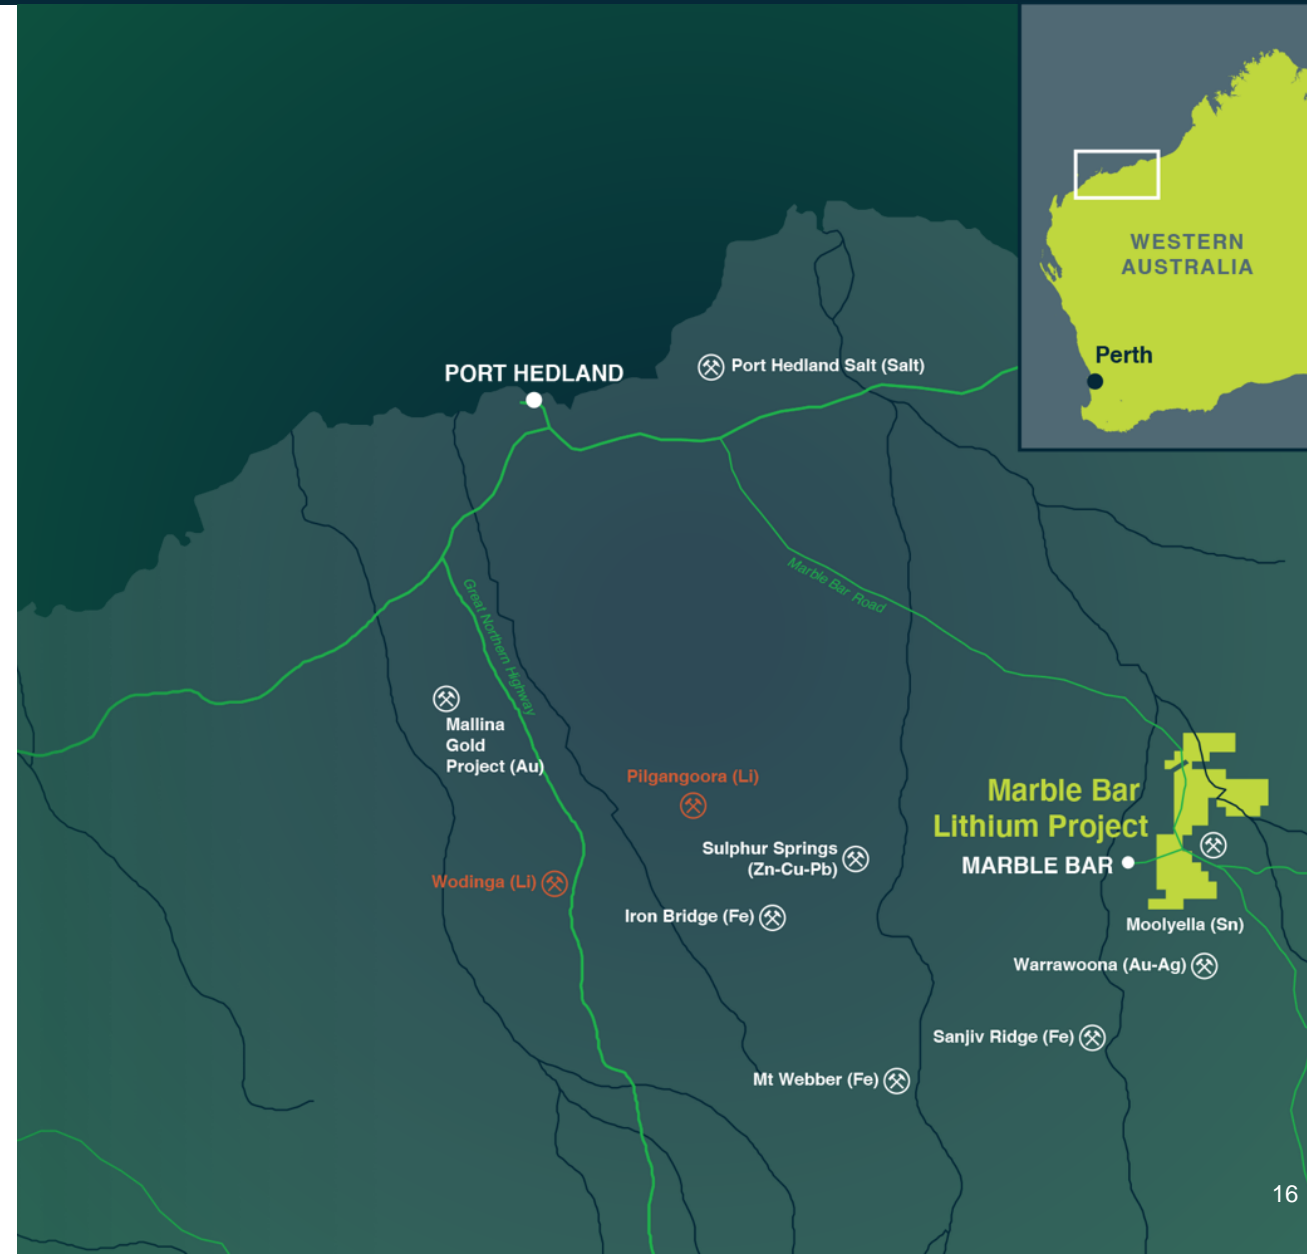 WESTERN
AUSTRALIA
Perth
PORT HEDLAND
Port Hedland Salt (Salt)
Marble Bar Road
Great Northern Highway
Mallina
Gold
Project (Au)
Pilgangoora (Li)
Marble Bar
Lithium Project
Sulphur Springs
(Zn-Cu-Pb)
MARBLE BAR
Wodinga (Li)
Iron Bridge (Fe)
Moolyella (Sn)
Warrawoona (Au-Ag)
Sanjiv Ridge (Fe)
Mt Webber (Fe)
16